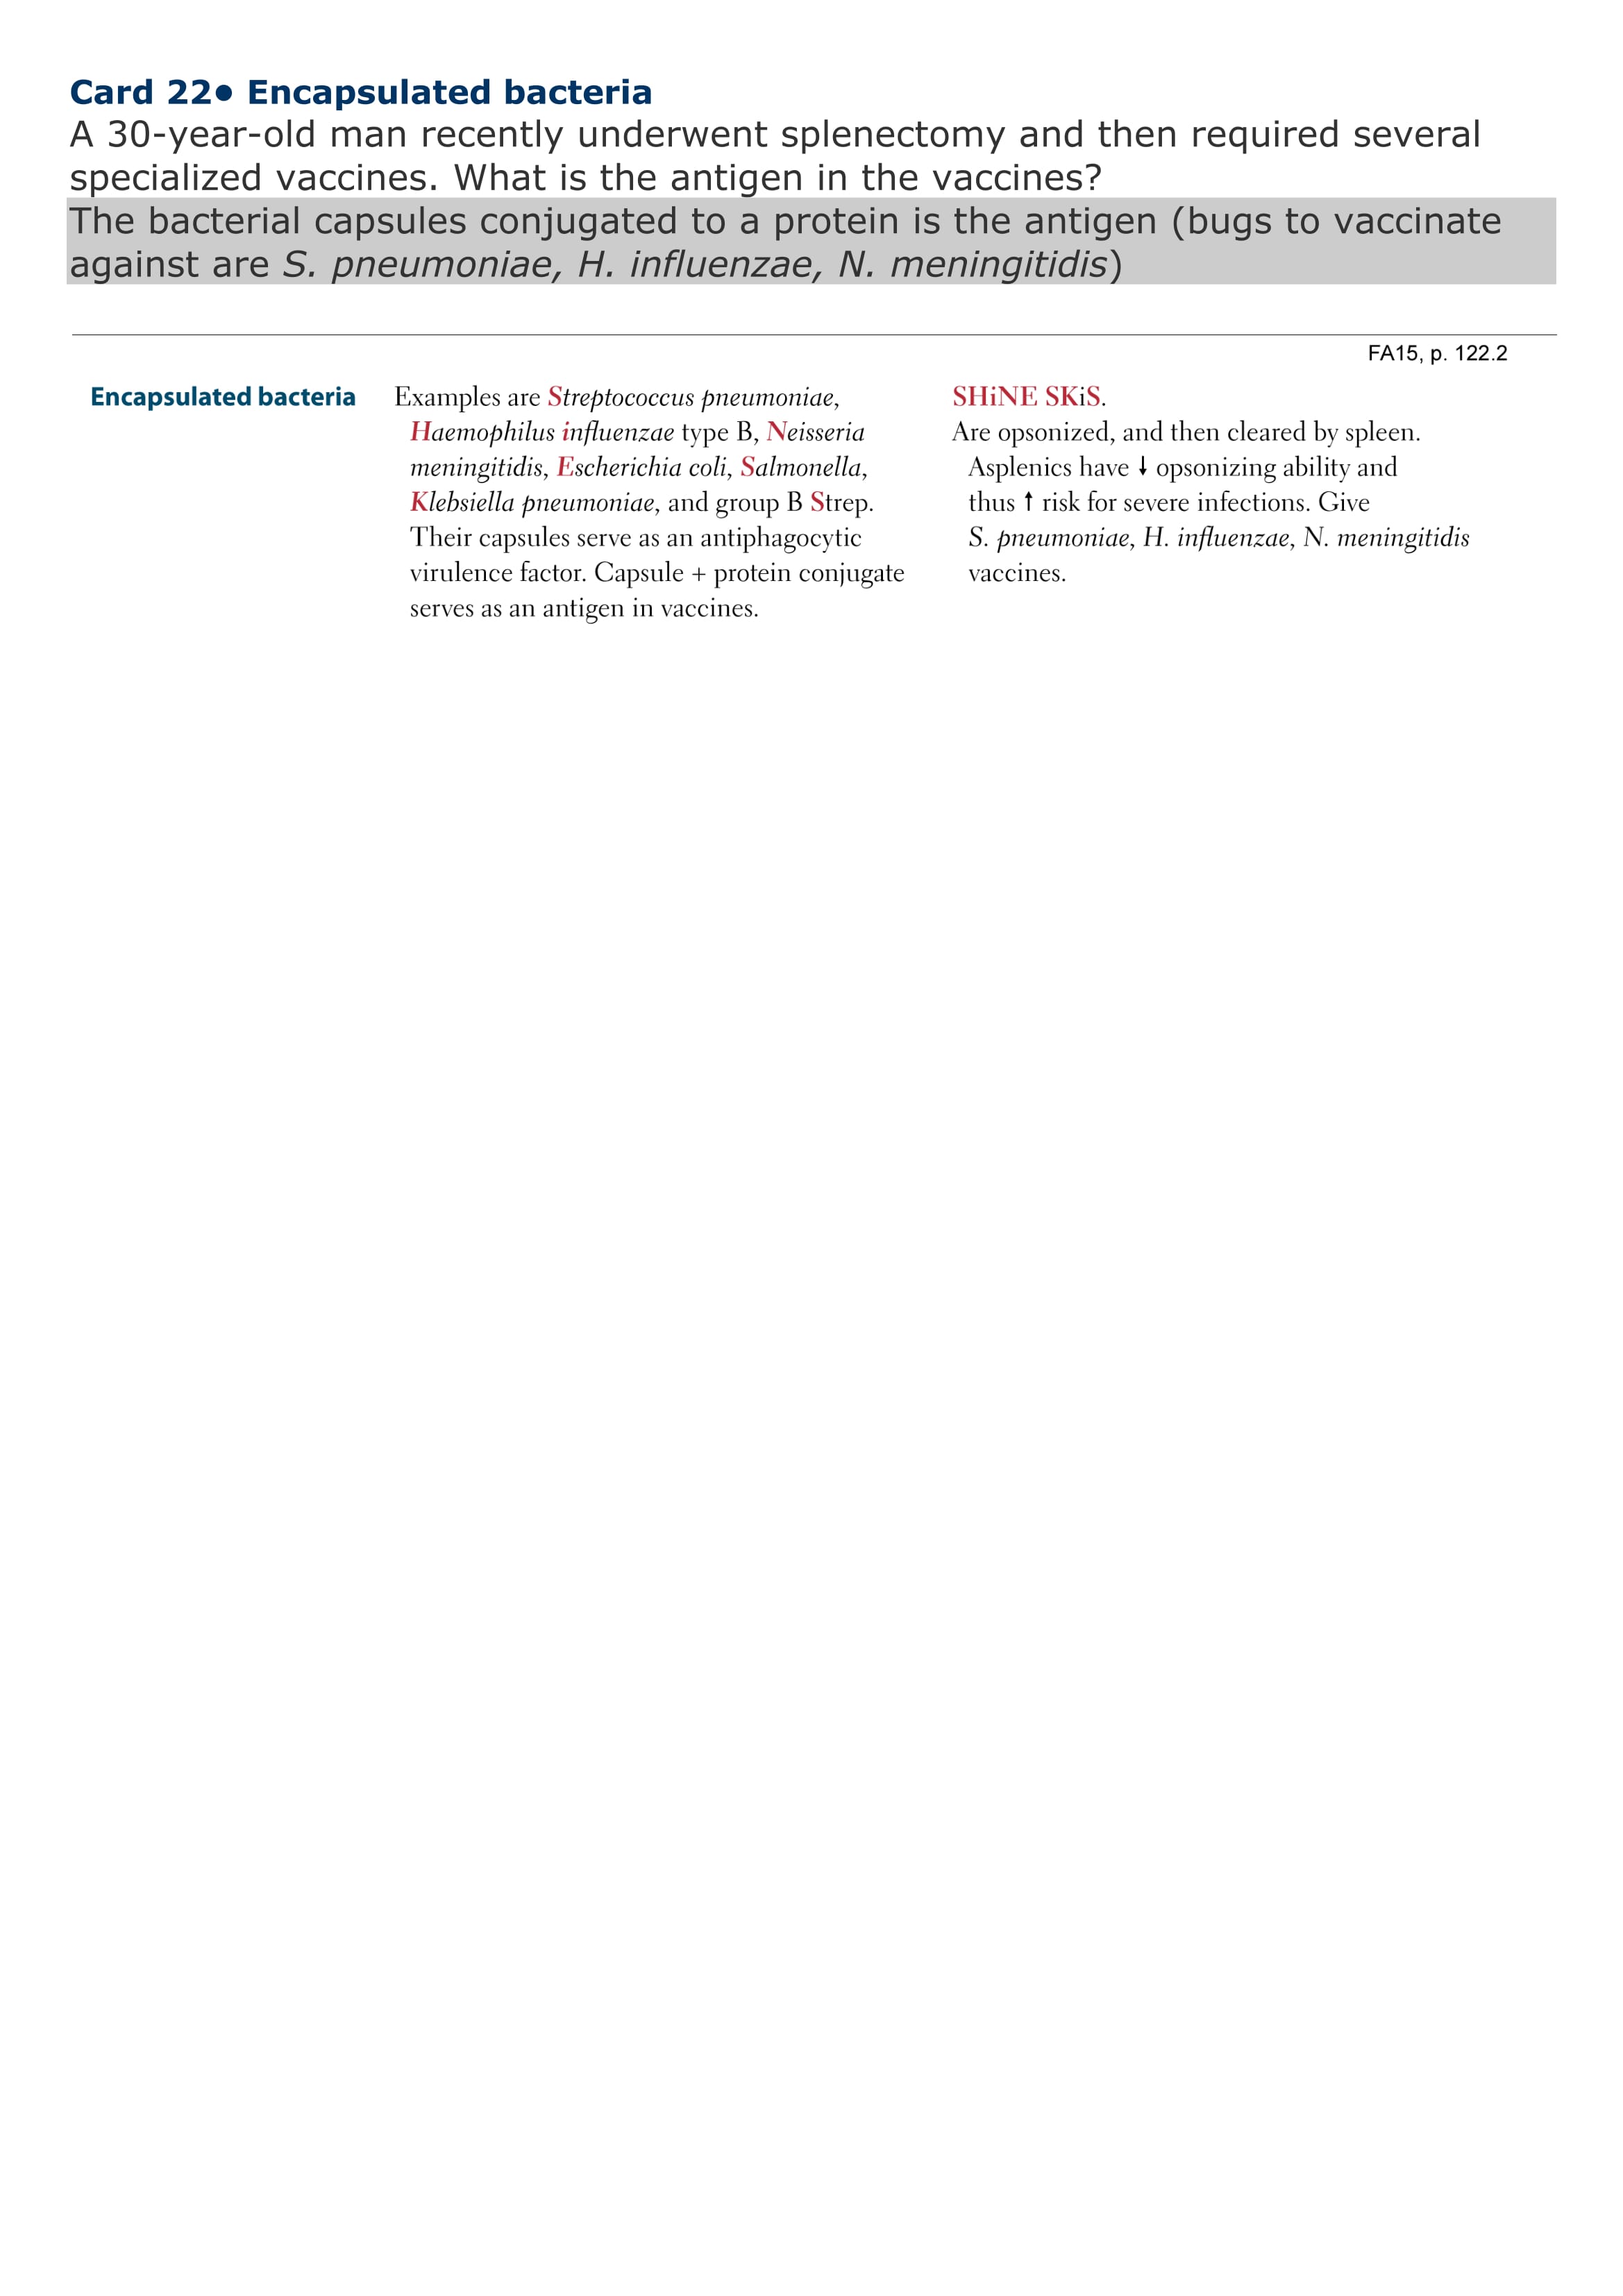 Card 22• Encapsulated bacteria
A 30-year-old man recently underwent splenectomy and then required several
specialized vaccines. What is the antigen in the vaccines?
The bacterial capsules conjugated to a protein is the antigen (bugs to vaccinate
against are S. pneumoniae, H. influenzae, N. meningitidis)
FA15, p. 122.2
Encapsulated bacteria
Examples are Streptococcus pneumoniae,
Haemophilus influenzae type B, Neisseria
meningitidis, Escherichia coli, Salmonella,
Klebsiella pneumoniae, and group B Strep.
Their capsules serve as an antiphagocytic
virulence factor. Capsule + protein conjugate
serves as an antigen in vaccines.
SHiNE SKiS.
Are opsonized, and then cleared by spleen.
Asplenics have ↓ opsonizing ability and
thus ↑ risk for severe infections. Give
S. pneumoniae, H. influenzae, N. meningitidis
vaccines.